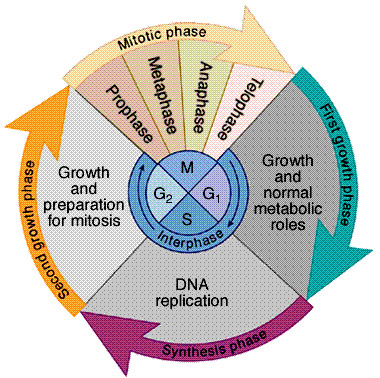 Mitotic phase
Prophase
Metaphase
Anaphase
Telophase
First growth phase
Growth
and
normal
metabolic
roles
DNA
replication
Synthesis phase
Second growth phase
Growth
and
preparation
for mitosis
M
G2
G1
S
Interphase